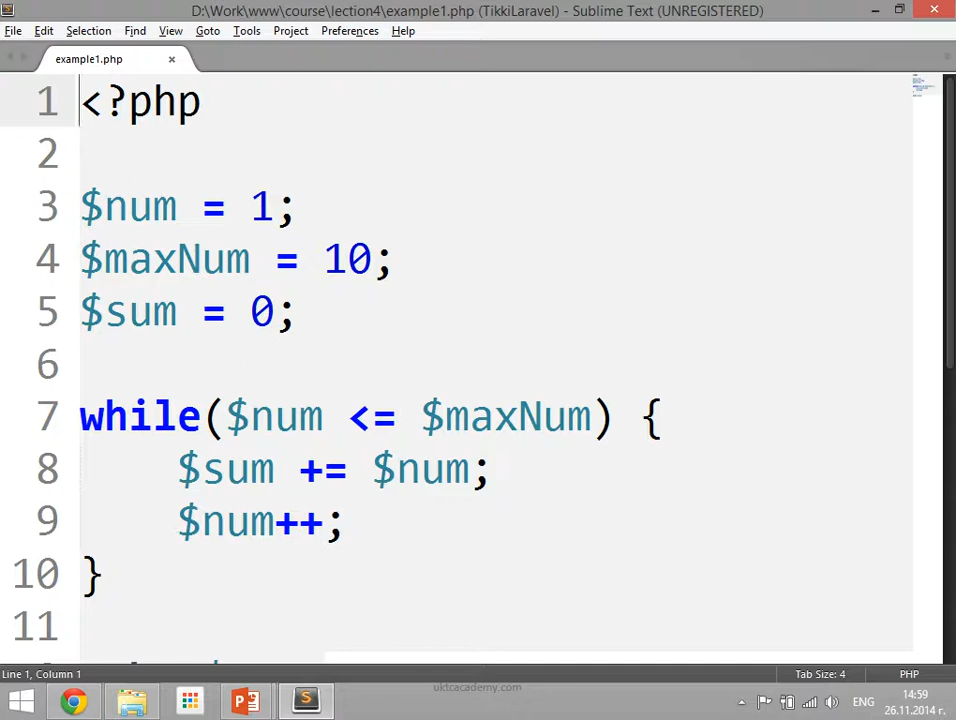 D:\Work\www\course\lection4\example1.php (TikkiLaravel) - Sublime Text (UNREGISTERED)
File Edit Selection Find View Goto Tools Project Preferences Help
example1.php
1 <?php
2
3 $num = 1;
4 $maxNum = 10;
5 $sum = 0;
6
7 while($num <= $maxNum) {
8 $sum += $num;
9 $num++;
10 }
11
Line 1, Column 1 Tab Size: 4 PHP
uktcacademy.com
ENG
14:59
26.11.2014 г.